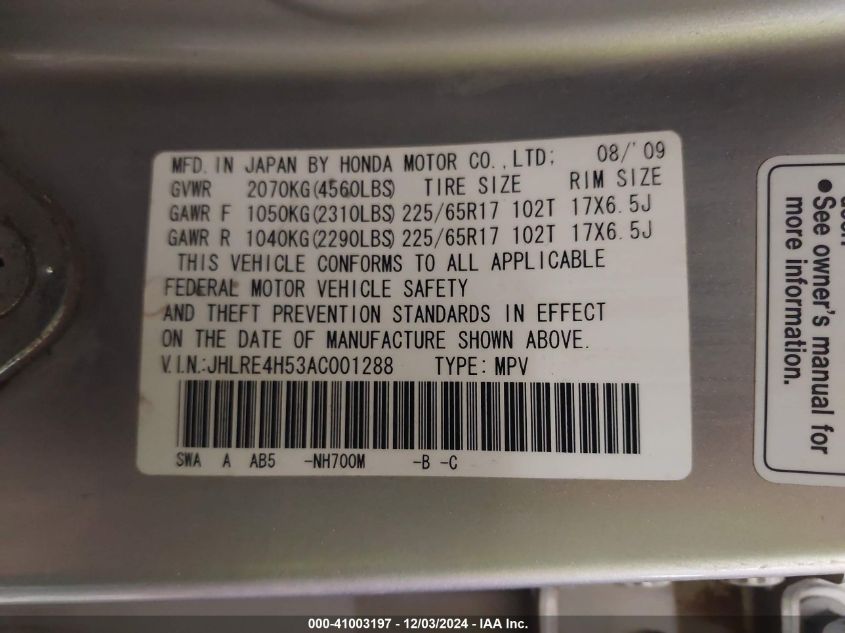 MFD. IN JAPAN BY HONDA MOTOR CO., LTD; 08/'09
GVWR 2070KG(4560LBS) TIRE SIZE RIM SIZE
GAWR F 1050KG(2310LBS) 225/65R17 102T 17X6.5J
GAWR R 1040KG(2290LBS) 225/65R17 102T 17X6.5J
THIS VEHICLE CONFORMS TO ALL APPLICABLE
FEDERAL MOTOR VEHICLE SAFETY
AND THEFT PREVENTION STANDARDS IN EFFECT
ON THE DATE OF MANUFACTURE SHOWN ABOVE.
V.I.N.:JHLRE4H53AC001288 TYPE: MPV
SWA A AB5 -NH700M -B -C
• See owner's manual for
more information.
000-41003197 - 12/03/2024 - IAA Inc.